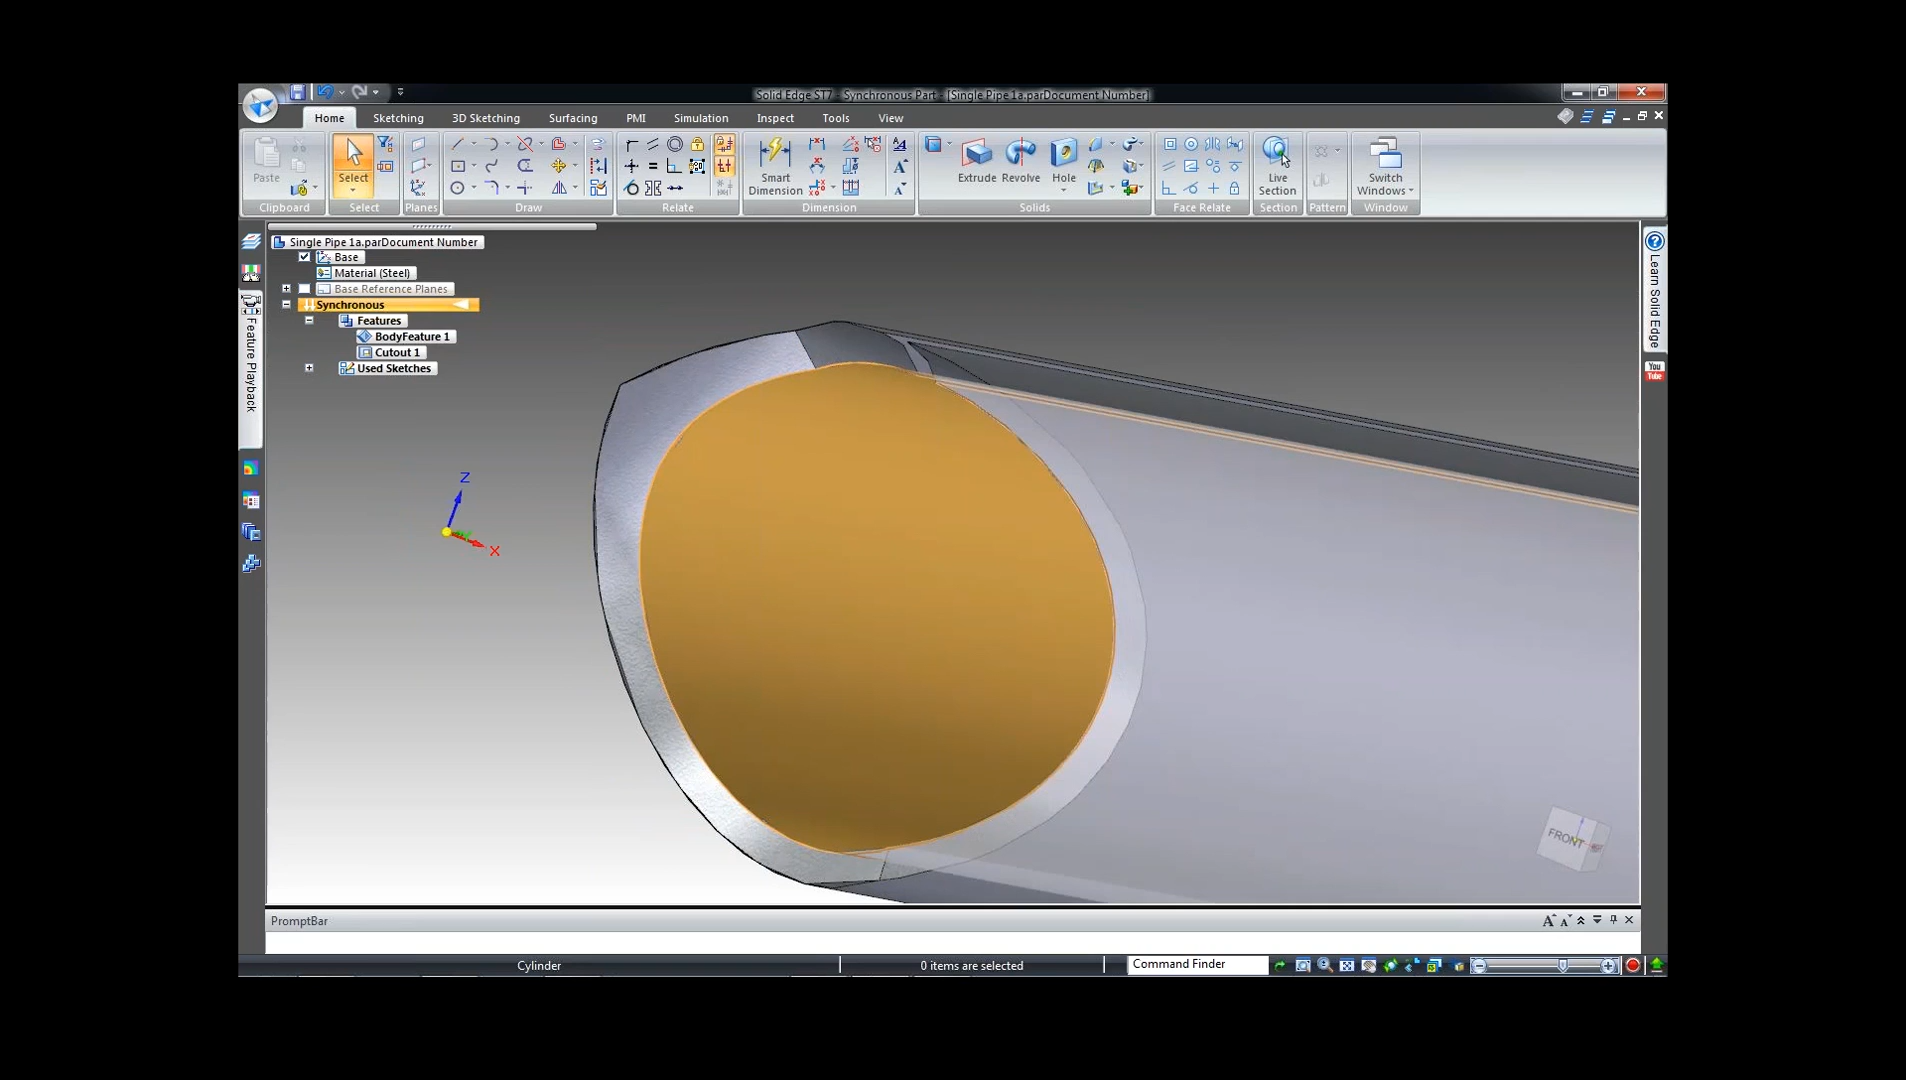 Solid Edge ST7 - Synchronous Part - [Single Pipe 1a.parDocument Number]
Home Sketching 3D Sketching Surfacing PMI Simulation Inspect Tools View
Paste Select Smart Dimension Extrude Revolve Hole Live Section Switch Windows
Clipboard Select Planes Draw Relate Dimension Solids Face Relate Section Pattern Window
Single Pipe 1a.parDocument Number
Base
Material (Steel)
Base Reference Planes
Synchronous
Features
BodyFeature 1
Cutout 1
Used Sketches
Feature Playback
Learn Solid Edge
You Tube
Z
X
FRONT
PromptBar
Cylinder 0 items are selected Command Finder